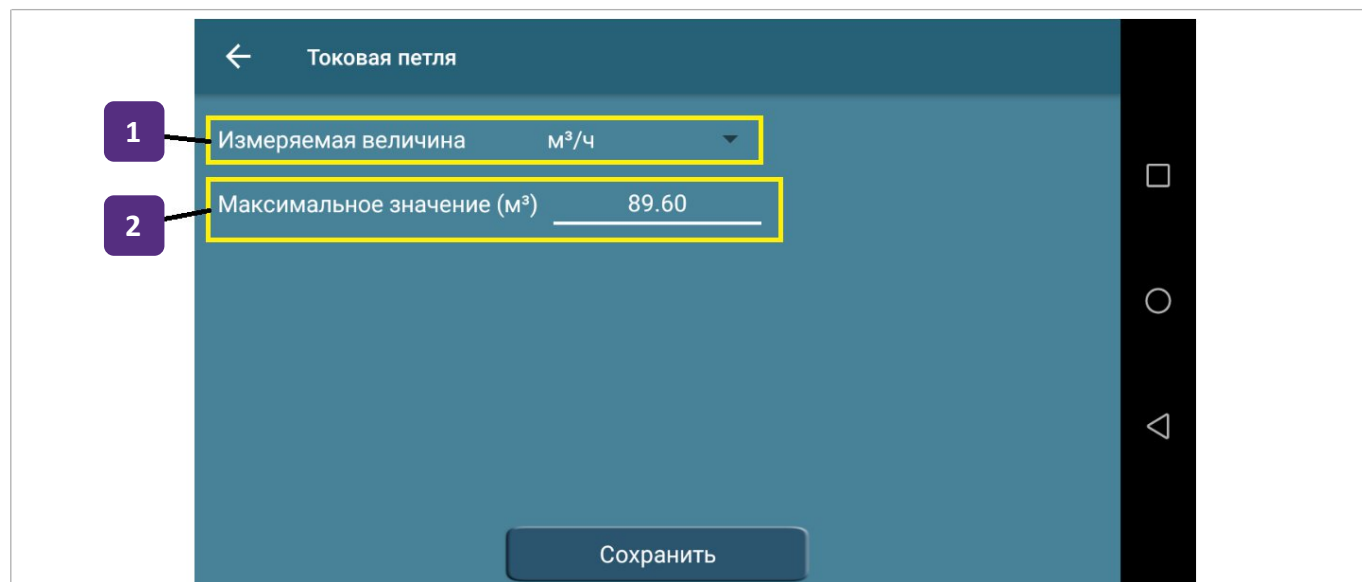 Токовая петля
1
Измеряемая величина м³/ч
2
Максимальное значение (м³) 89.60
Сохранить